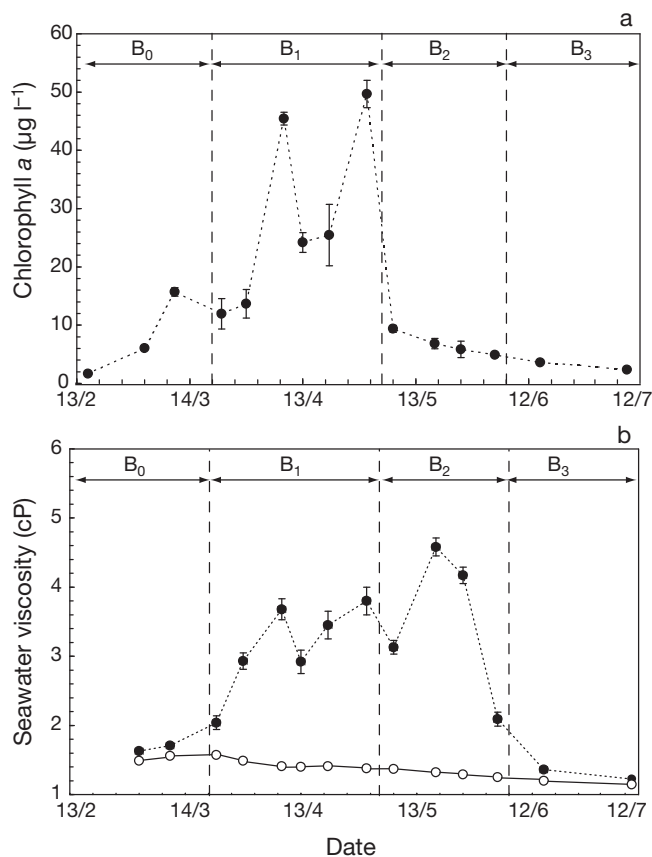 a
B₀ B₁ B₂ B₃
60
50
40
30
20
10
0
Chlorophyll a (µg l⁻¹)
13/2 14/3 13/4 13/5 12/6 12/7
b
B₀ B₁ B₂ B₃
6
5
4
3
2
1
Seawater viscosity (cP)
13/2 14/3 13/4 13/5 12/6 12/7
Date